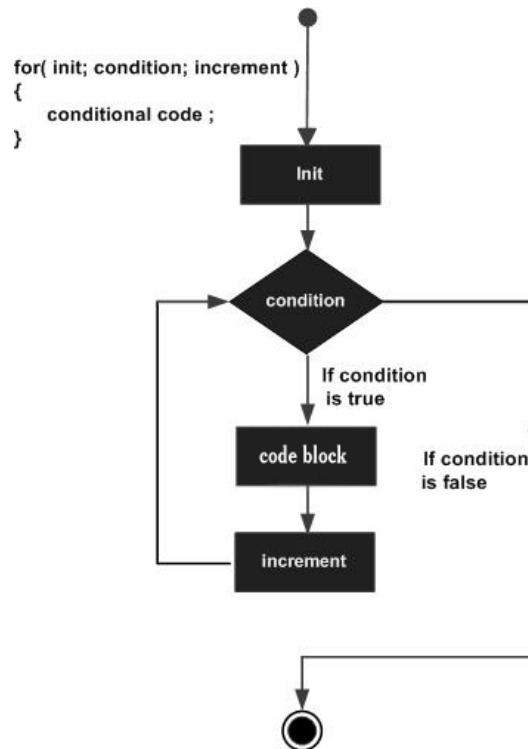 for( init; condition; increment )
{
conditional code ;
}
Init
condition
If condition
is true
code block
If condition
is false
increment